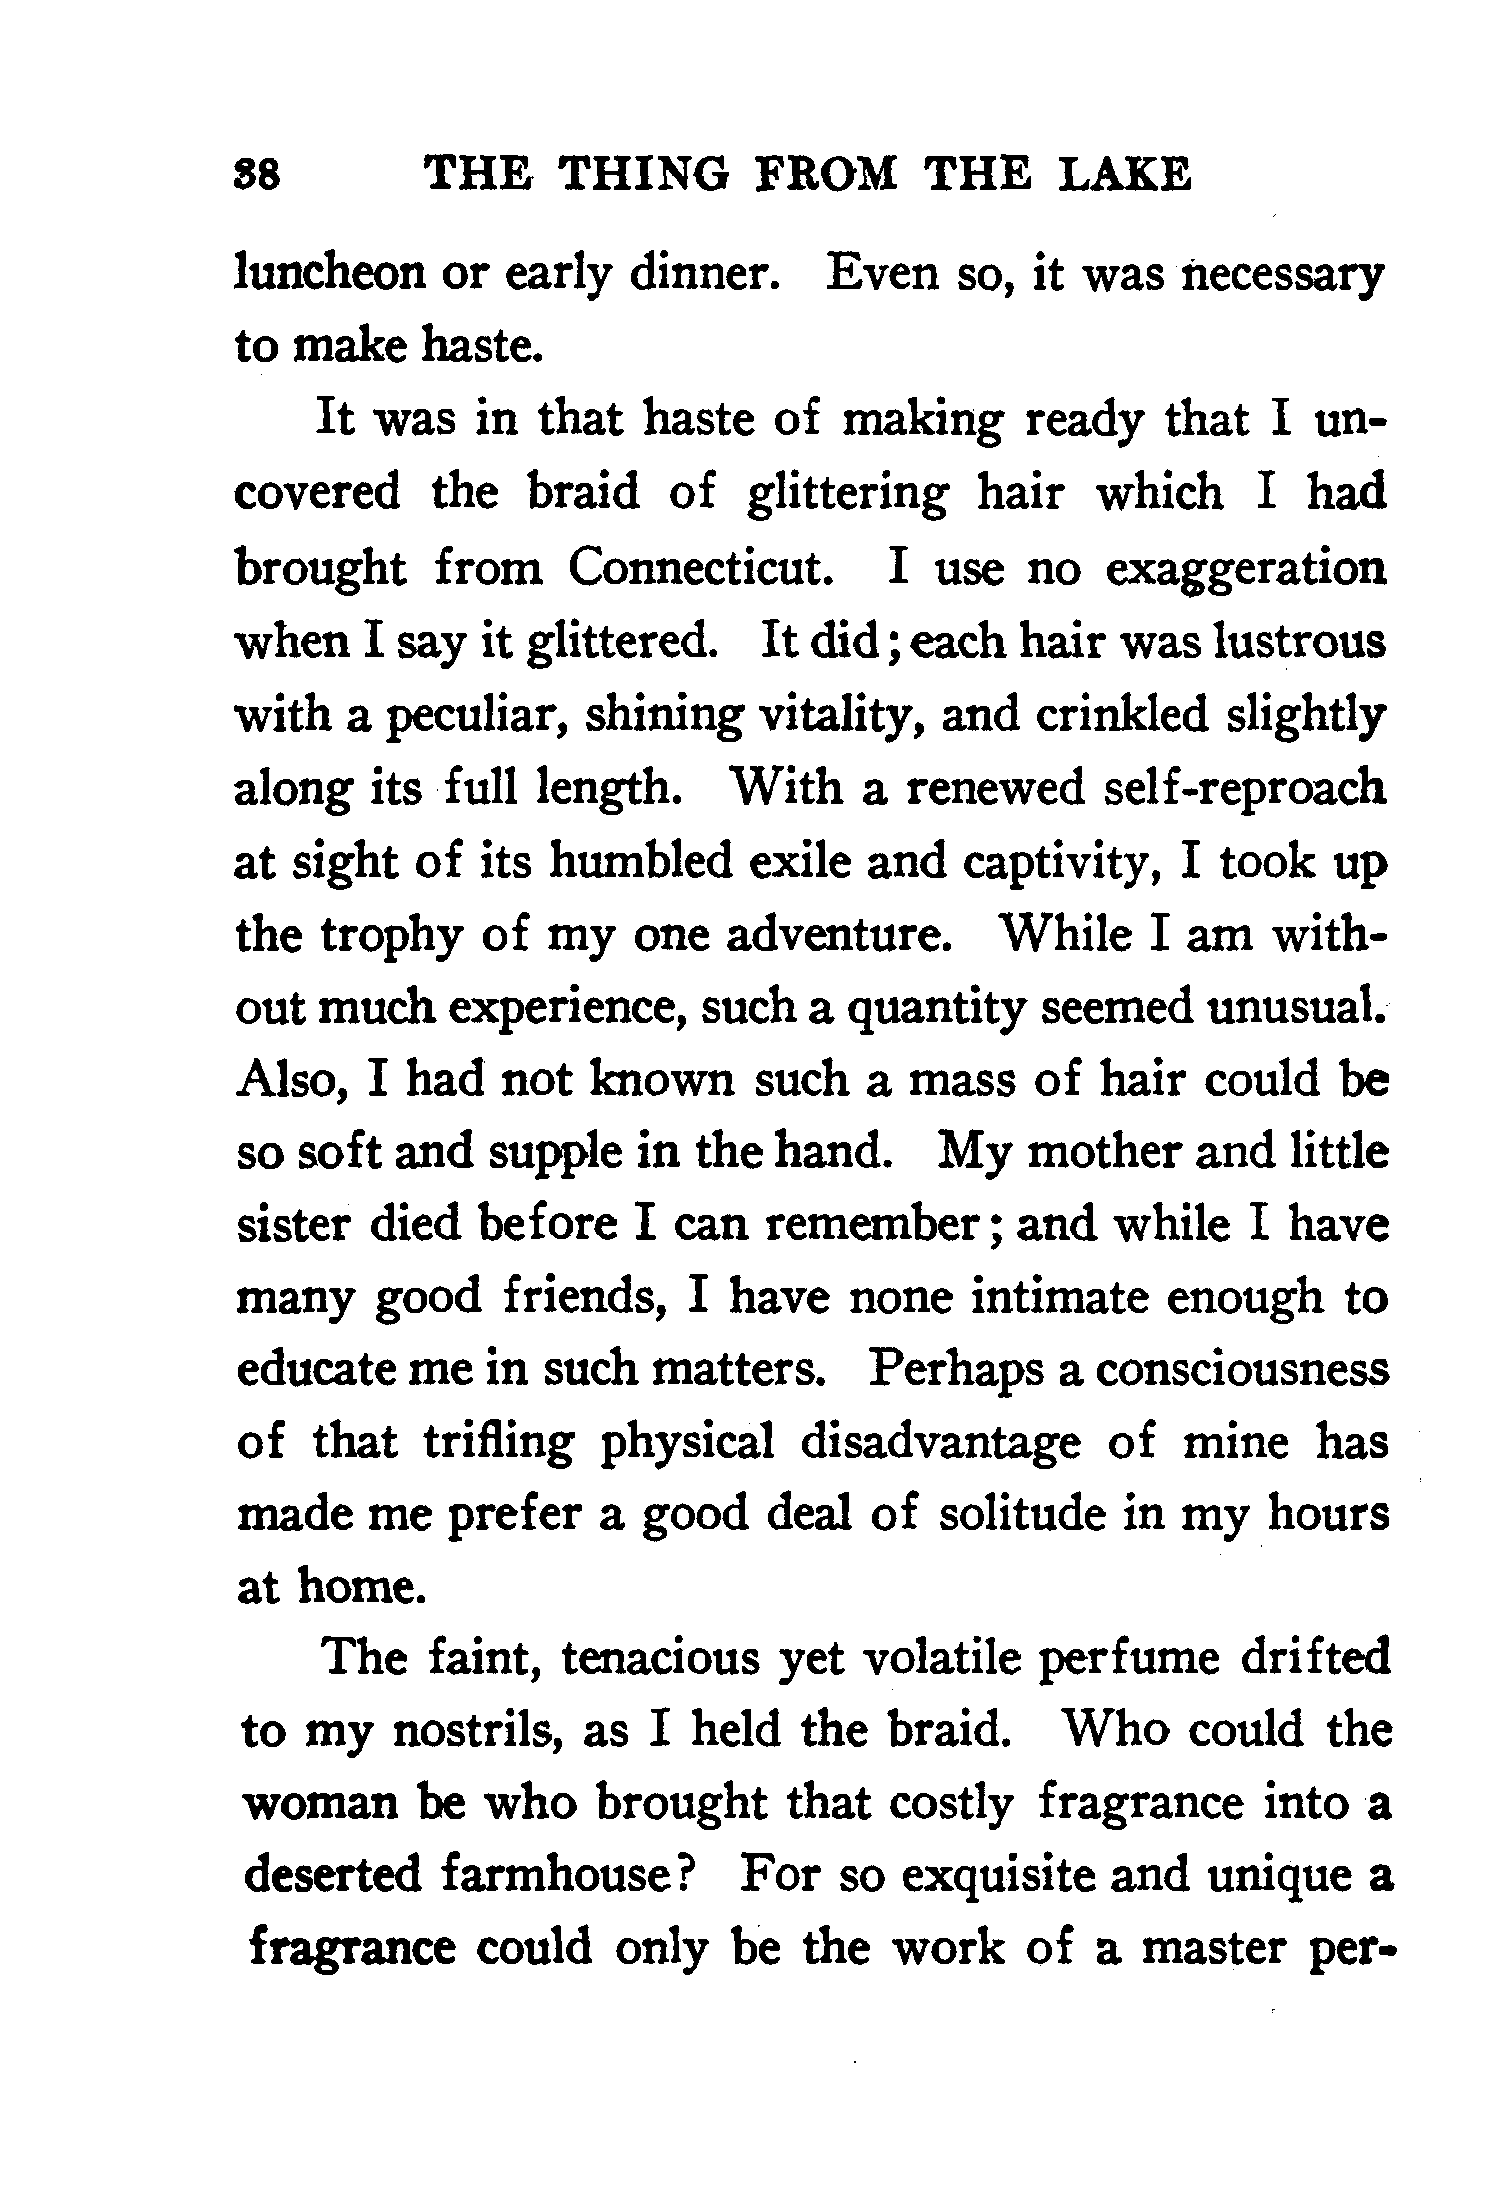 38 THE THING FROM THE LAKE
luncheon or early dinner. Even so, it was necessary
to make haste.
It was in that haste of making ready that I un-
covered the braid of glittering hair which I had
brought from Connecticut. I use no exaggeration
when I say it glittered. It did; each hair was lustrous
with a peculiar, shining vitality, and crinkled slightly
along its full length. With a renewed self-reproach
at sight of its humbled exile and captivity, I took up
the trophy of my one adventure. While I am with-
out much experience, such a quantity seemed unusual.
Also, I had not known such a mass of hair could be
so soft and supple in the hand. My mother and little
sister died before I can remember; and while I have
many good friends, I have none intimate enough to
educate me in such matters. Perhaps a consciousness
of that trifling physical disadvantage of mine has
made me prefer a good deal of solitude in my hours
at home.
The faint, tenacious yet volatile perfume drifted
to my nostrils, as I held the braid. Who could the
woman be who brought that costly fragrance into a
deserted farmhouse? For so exquisite and unique a
fragrance could only be the work of a master per-